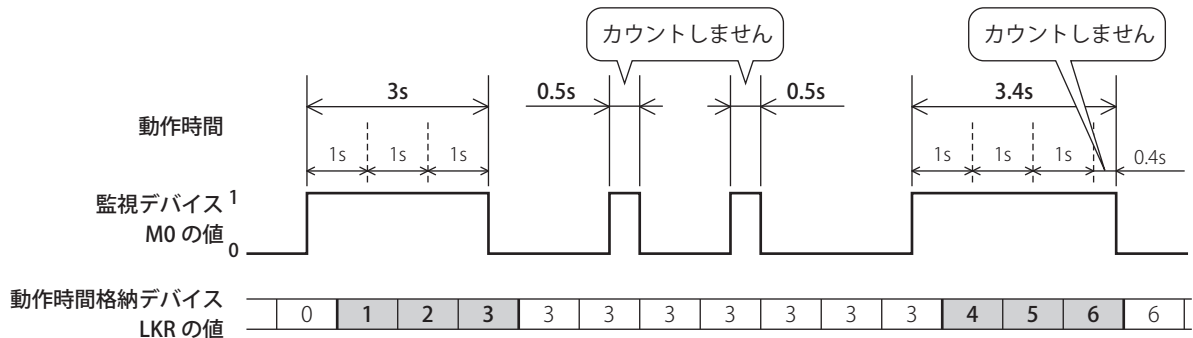 カウントしません
カウントしません
3s
0.5s
0.5s
3.4s
動作時間
1s
1s
1s
1s
1s
1s
0.4s
監視デバイス
M0 の値
1
0
動作時間格納デバイス
LKR の値
0 1 2 3 3 3 3 3 3 3 3 4 5 6 6